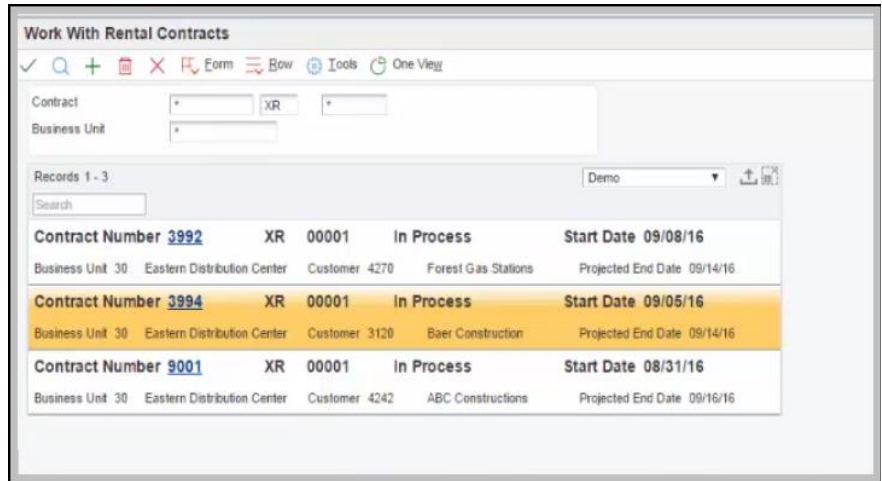 Work With Rental Contracts
Form Row Tools One View
Contract * XR *
Business Unit *
Records 1 - 3 Demo
Search
Contract Number 3992 XR 00001 In Process Start Date 09/08/16
Business Unit 30 Eastern Distribution Center Customer 4270 Forest Gas Stations Projected End Date 09/14/16
Contract Number 3994 XR 00001 In Process Start Date 09/05/16
Business Unit 30 Eastern Distribution Center Customer 3120 Baer Construction Projected End Date 09/14/16
Contract Number 9001 XR 00001 In Process Start Date 08/31/16
Business Unit 30 Eastern Distribution Center Customer 4242 ABC Constructions Projected End Date 09/16/16